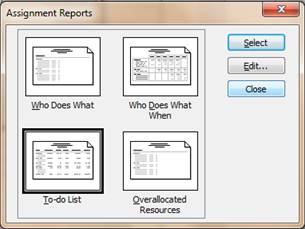 Assignment Reports
Select
Edit...
Close
Who Does What
Who Does What
When
To-do List
Overallocated
Resources